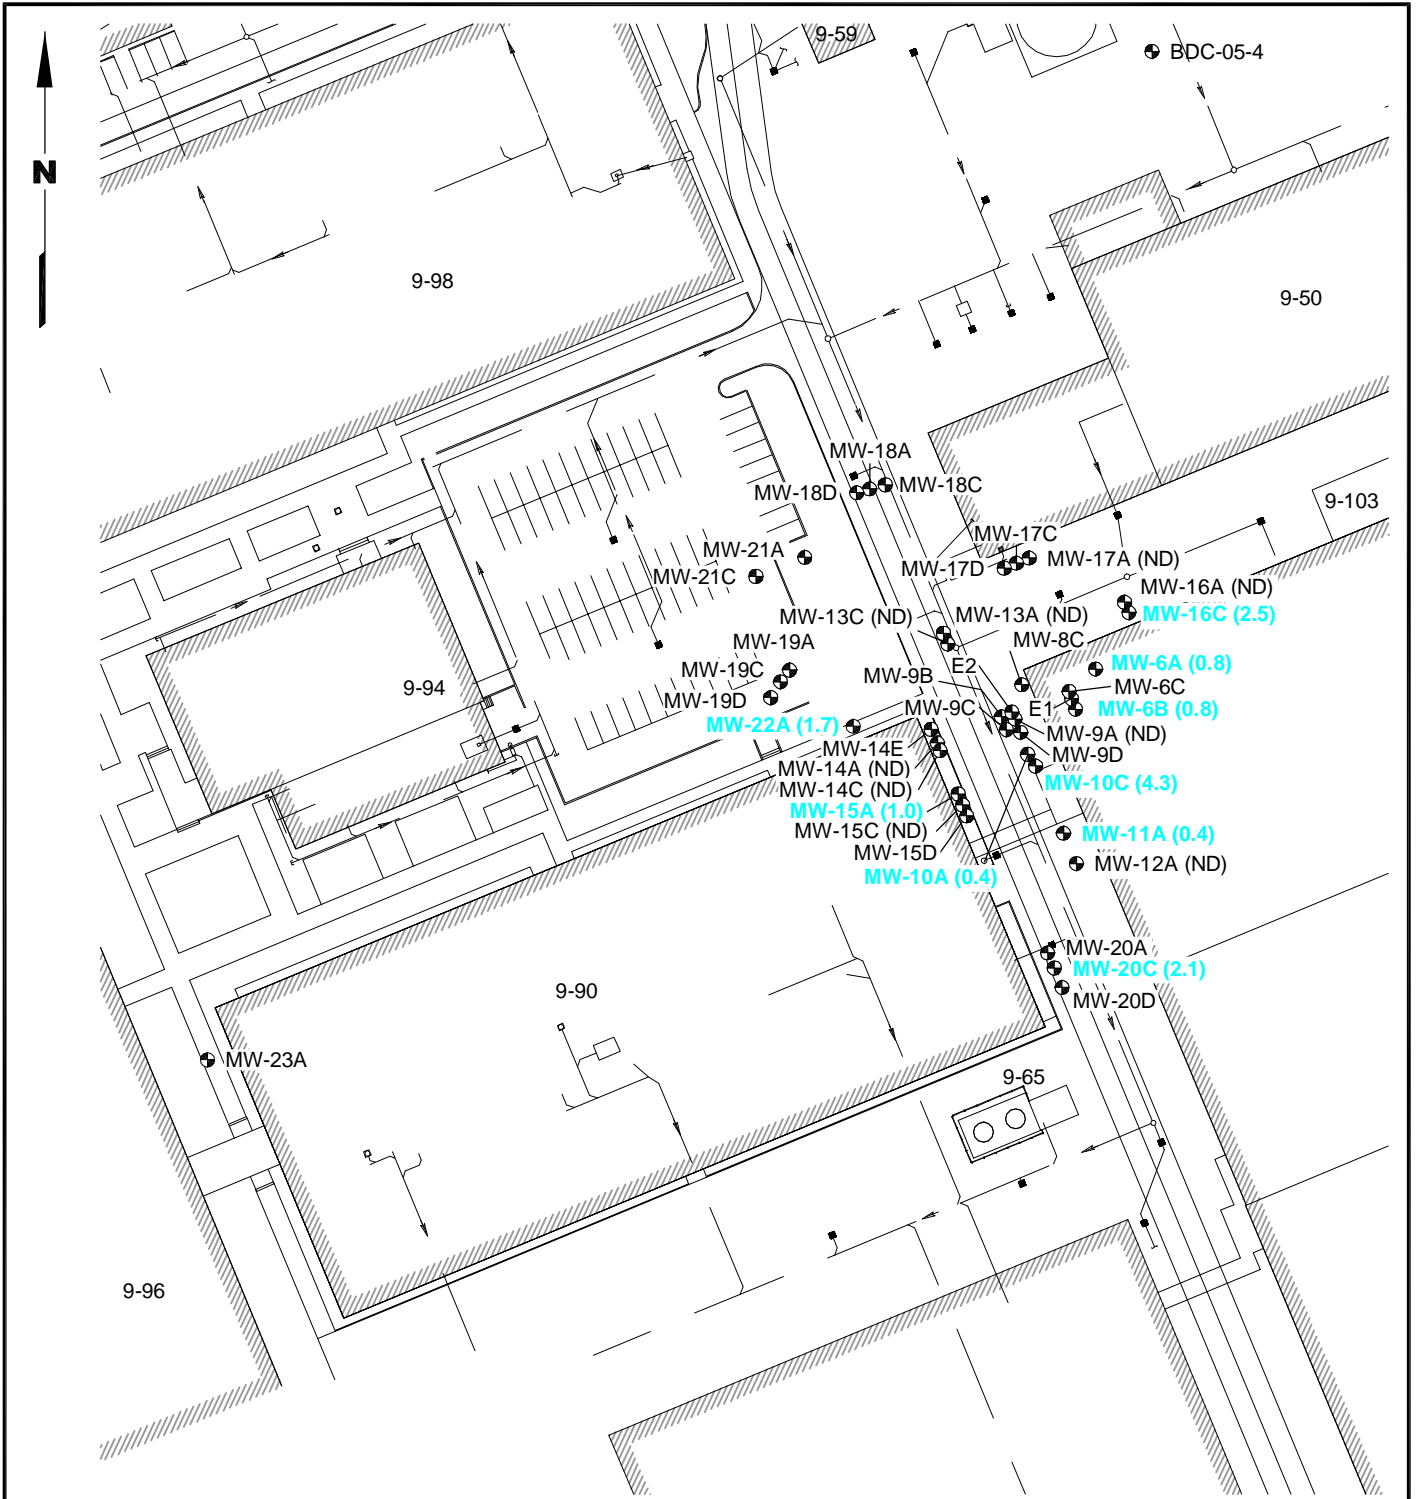 9-59
BDC-05-4
N
9-98
9-50
MW-18A
MW-18D
MW-18C
9-103
MW-17C
MW-21A
MW-17A (ND)
MW-21C
MW-17D
MW-16A (ND)
MW-13C (ND)
MW-13A (ND)
MW-16C (2.5)
MW-19A
MW-8C
E2
MW-6A (0.8)
MW-19C
MW-9B
9-94
MW-6C
MW-19D
MW-9C
E1
MW-6B (0.8)
MW-22A (1.7)
MW-9A (ND)
MW-14E
MW-9D
MW-14A (ND)
MW-10C (4.3)
MW-14C (ND)
MW-15A (1.0)
MW-15C (ND)
MW-11A (0.4)
MW-15D
MW-12A (ND)
MW-10A (0.4)
MW-20A
MW-20C (2.1)
9-90
MW-20D
MW-23A
9-65
9-96